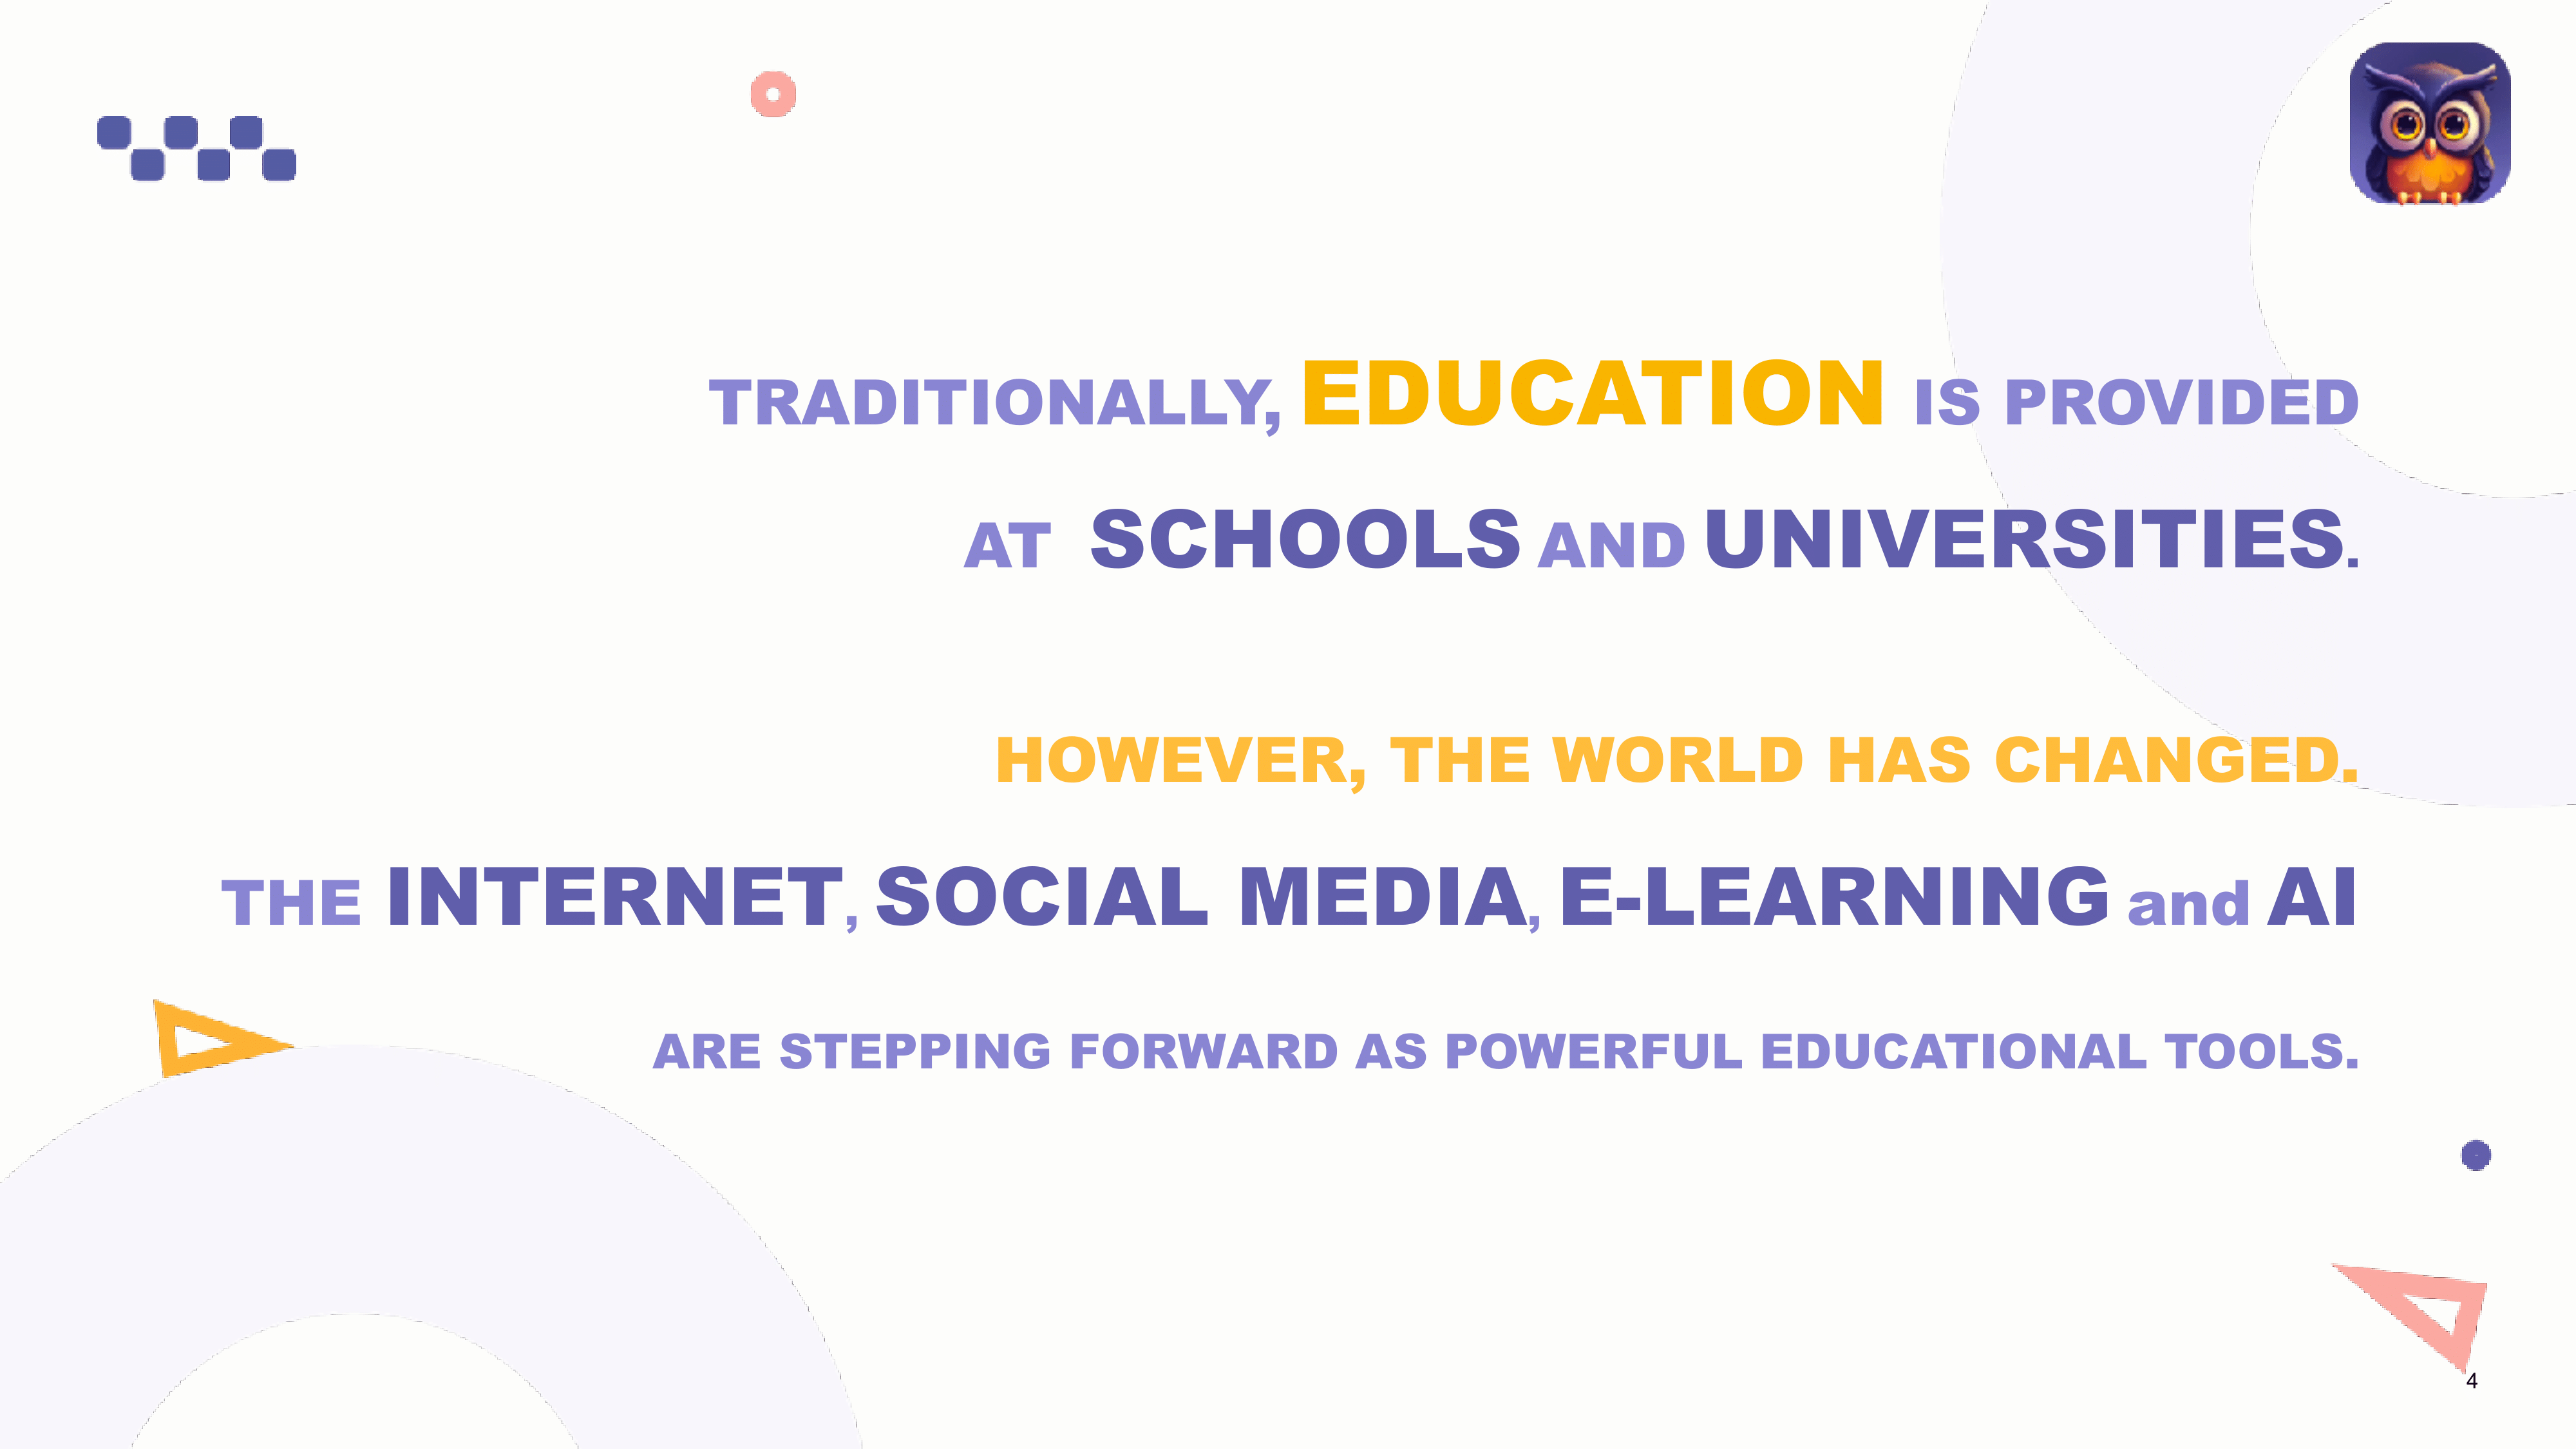 TRADITIONALLY, EDUCATION IS PROVIDED
AT SCHOOLS AND UNIVERSITIES.
HOWEVER, THE WORLD HAS CHANGED.
THE INTERNET, SOCIAL MEDIA, E-LEARNING and AI
ARE STEPPING FORWARD AS POWERFUL EDUCATIONAL TOOLS.
4